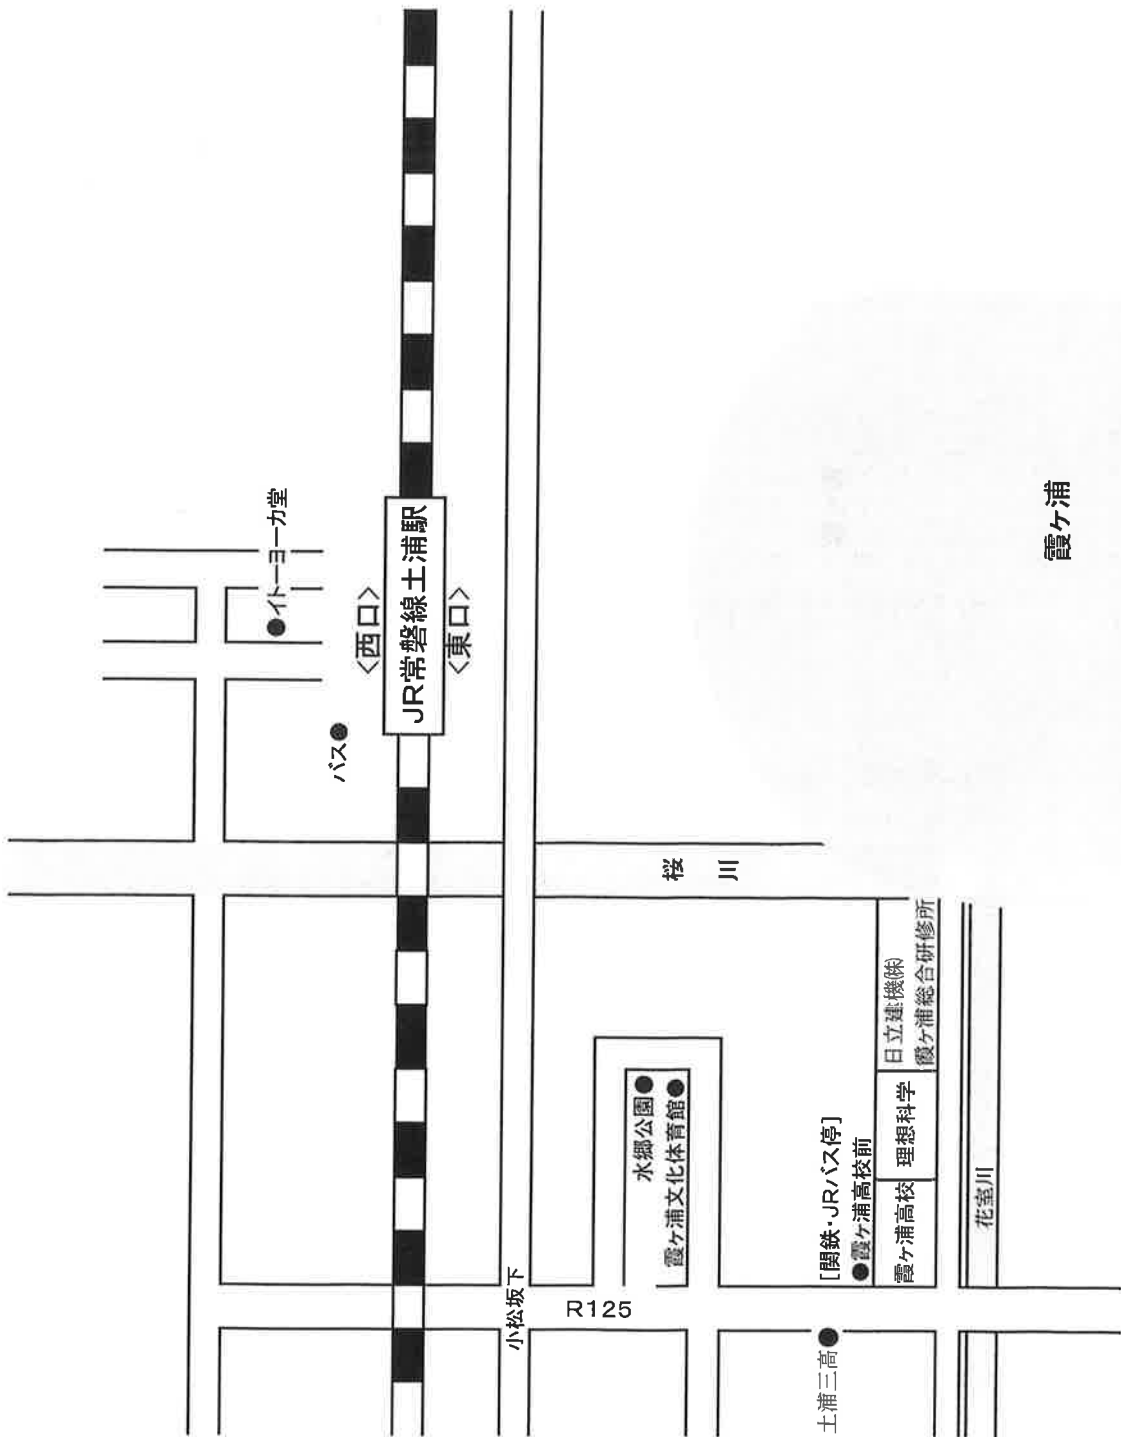 ●イトーヨーカ堂
バス●
<西口>
JR常磐線土浦駅
<東口>
霞ヶ浦
桜川
水郷公園●
霞ヶ浦文化体育館●
小松坂下
R125
[関鉄・JRバス停]
●霞ヶ浦高校前
霞ヶ浦高校
理想科学
日立建機㈱
霞ヶ浦総合研修所
花室川
土浦三高●